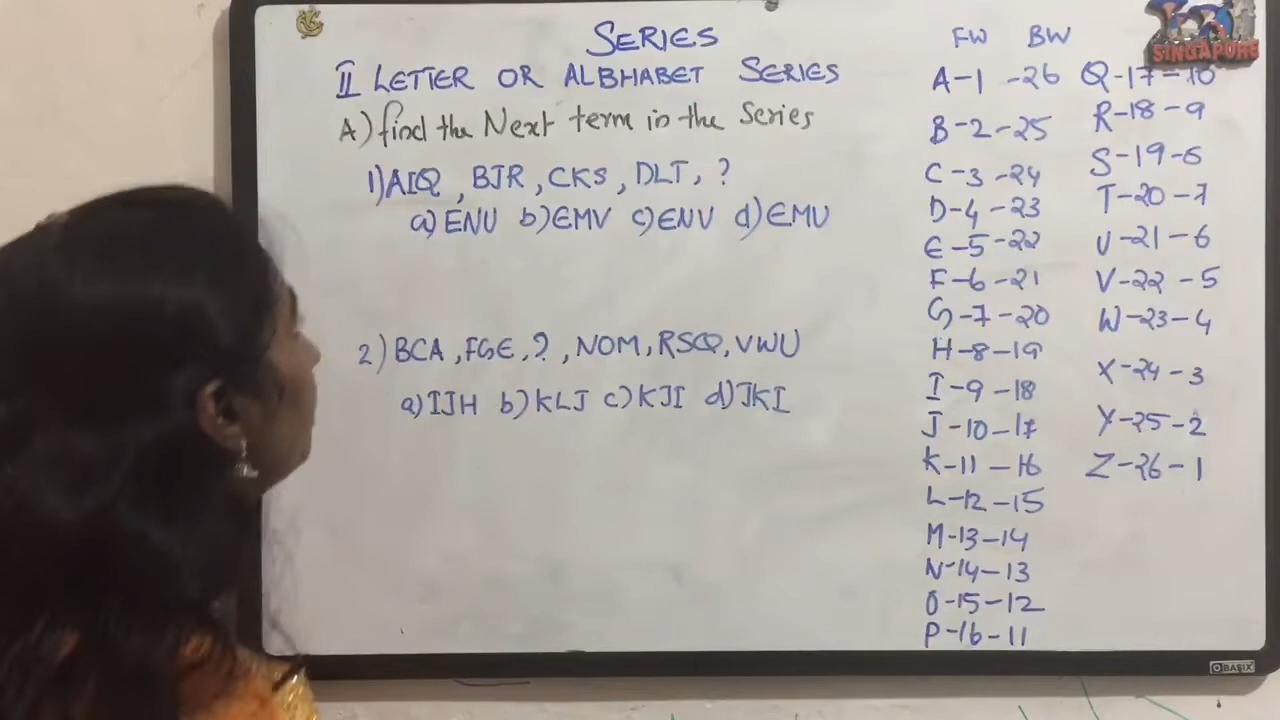 SERIES
II LETTER OR ALBHABET SERIES
A) find the Next term in the Series
1) AIQ, BJR, CKS, DLT, ?
a) ENU b) EMV c) ENV d) EMU
2) BCA, FGE, ?, NOM, RSQ, VWU
a) IJH b) KLJ c) KJI d) JKI
FW BW
A-1 -26
B-2-25
C-3-24
D-4-23
E-5-22
F-6-21
G-7-20
H-8-19
I-9-18
J-10-17
K-11-16
L-12-15
M-13-14
N-14-13
O-15-12
P-16-11
Q-17-10
R-18-9
S-19-8
T-20-7
U-21-6
V-22-5
W-23-4
X-24-3
Y-25-2
Z-26-1
SINGAPORE
OBASIX